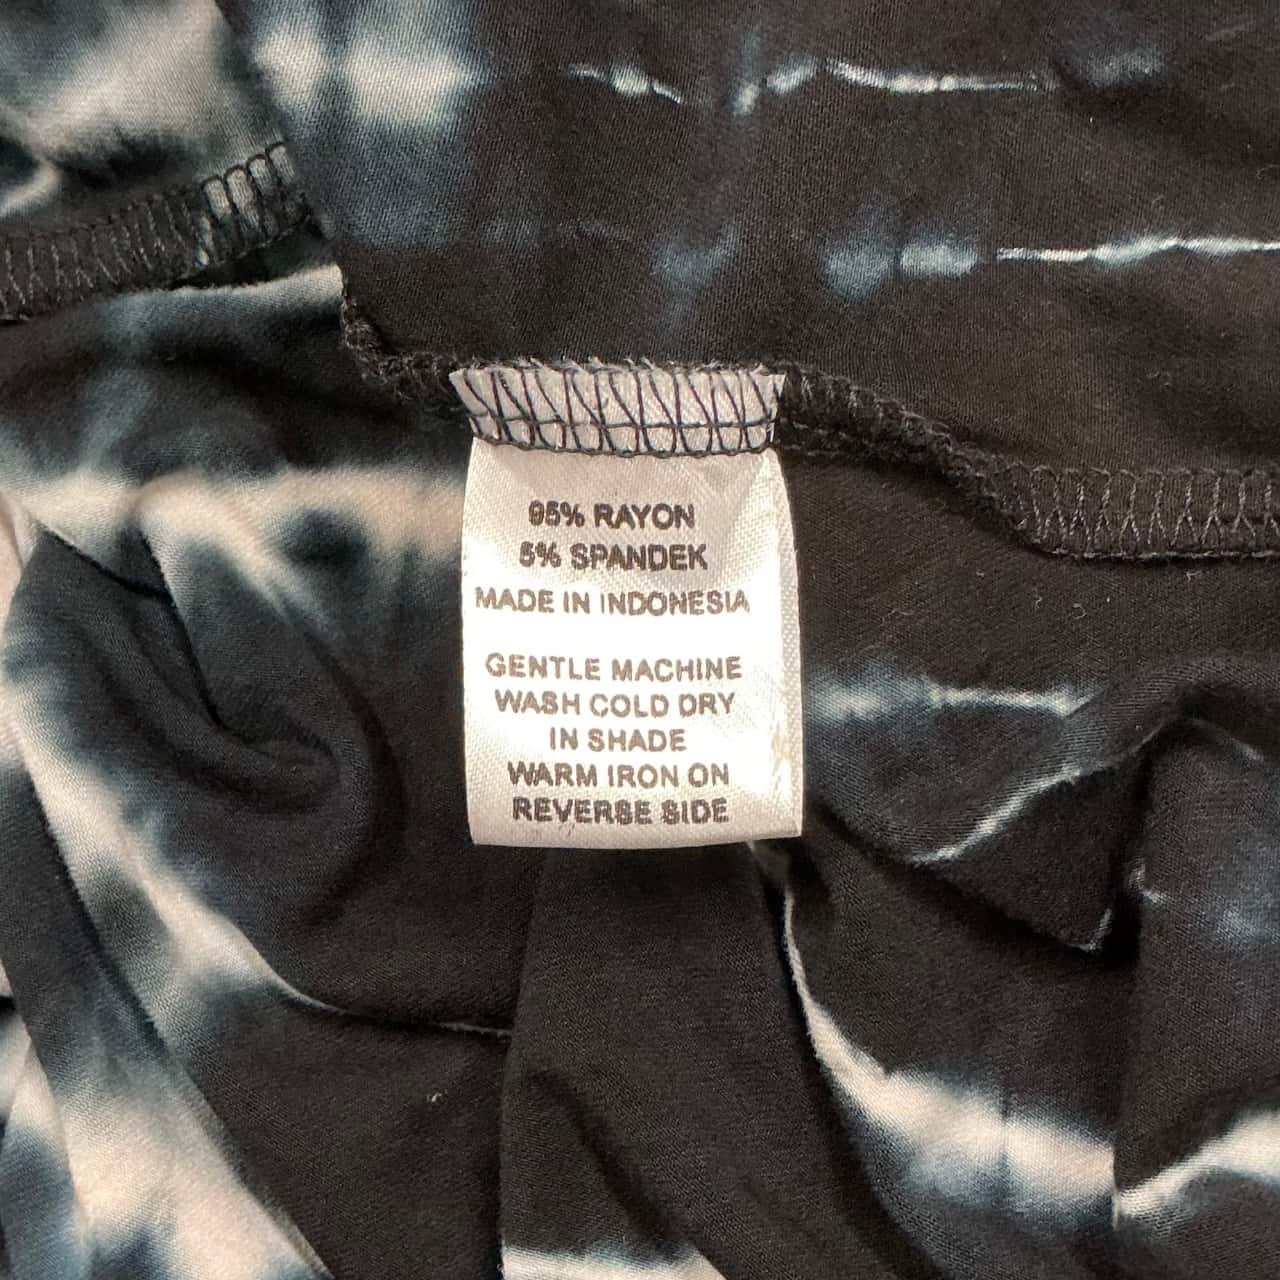 95% RAYON
5% SPANDEK
MADE IN INDONESIA
GENTLE MACHINE
WASH COLD DRY
IN SHADE
WARM IRON ON
REVERSE SIDE